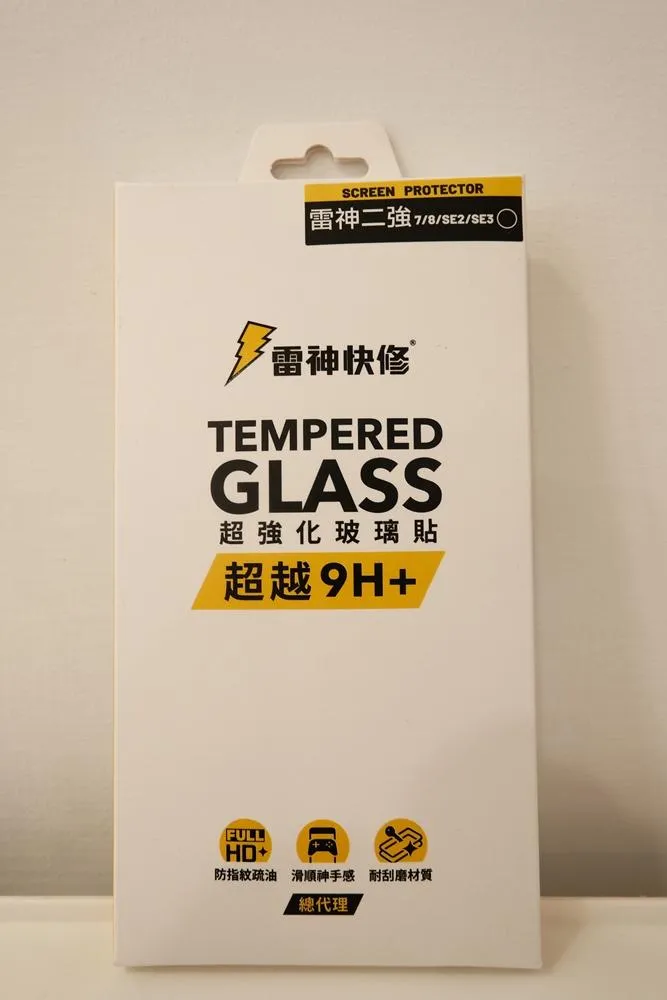 SCREEN PROTECTOR
雷神二強 7/8/SE2/SE3
雷神快修®
TEMPERED
GLASS
超強化玻璃貼
超越9H+
FULL
HD+
防指紋疏油
滑順神手感
耐刮磨材質
總代理